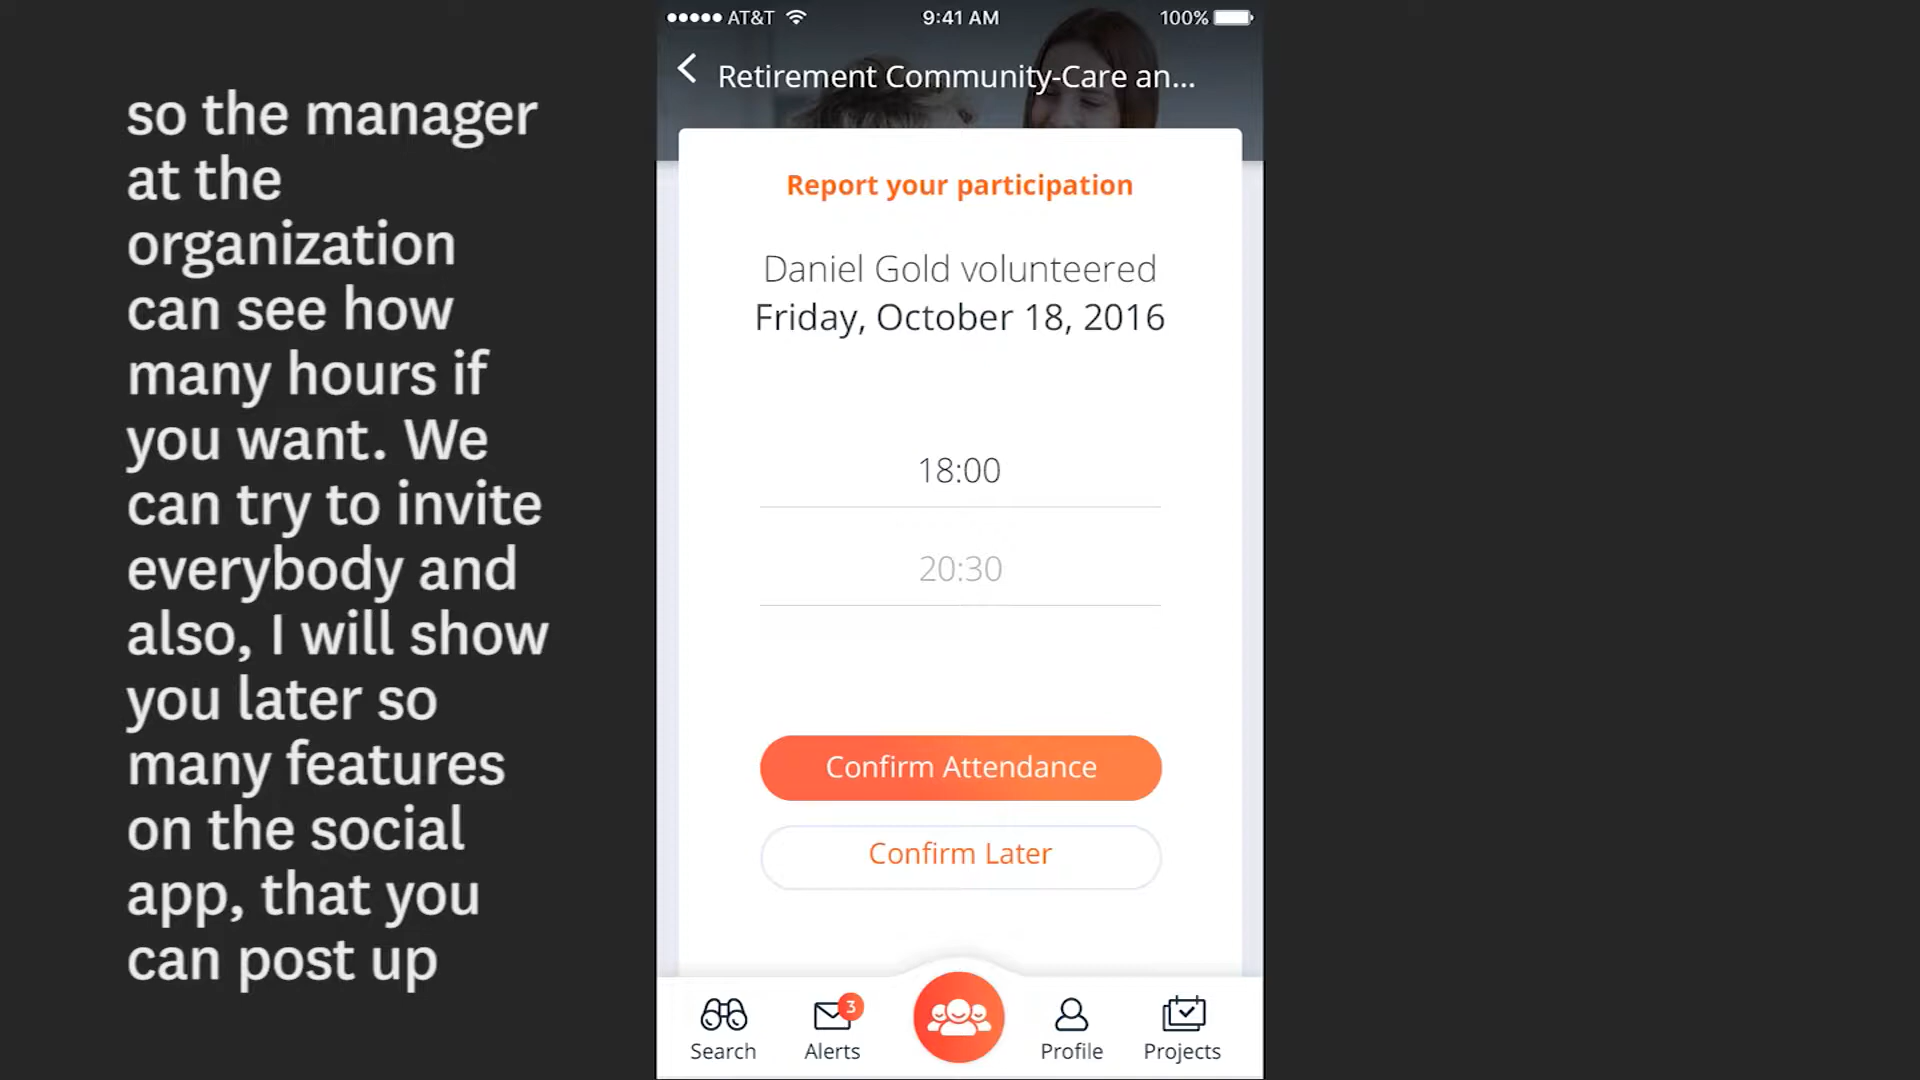 so the manager
at the
organization
can see how
many hours if
you want. We
can try to invite
everybody and
also, I will show
you later so
many features
on the social
app, that you
can post up
AT&T 9:41 AM 100%
Retirement Community-Care an...
Report your participation
Daniel Gold volunteered
Friday, October 18, 2016
18:00
20:30
Confirm Attendance
Confirm Later
3
Search Alerts Profile Projects